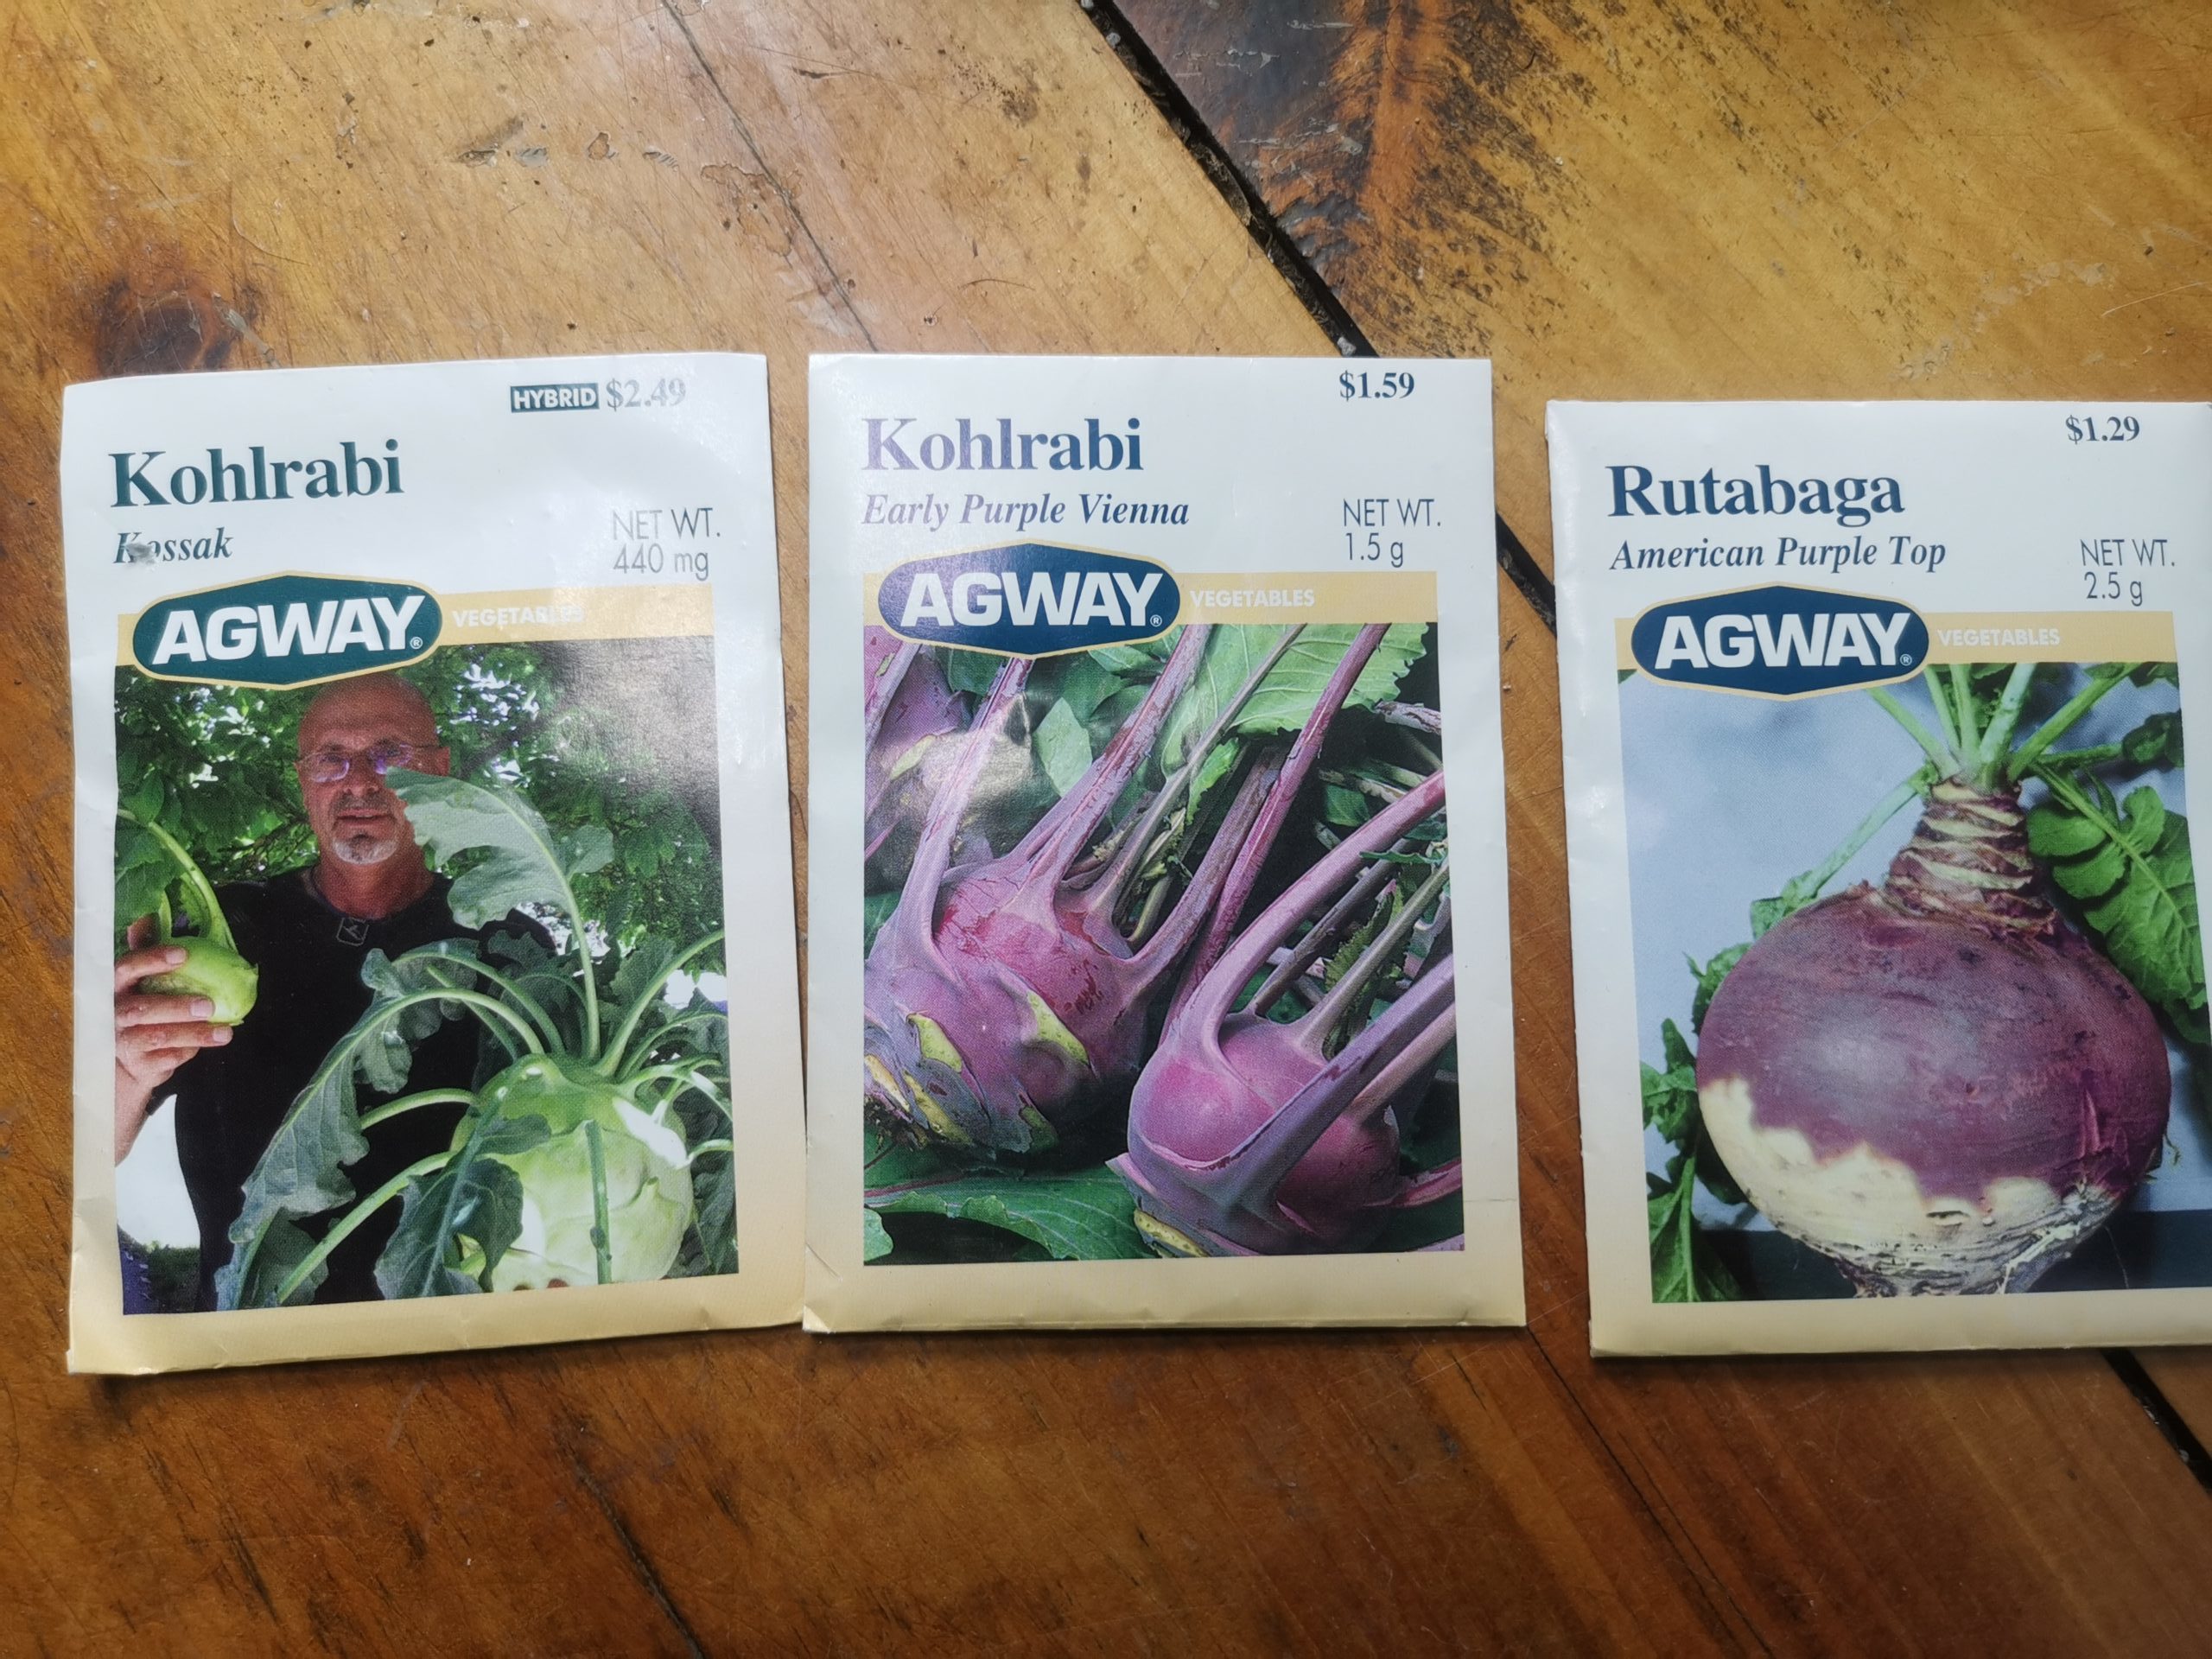 HYBRID $2.49
Kohlrabi
Kossak
NET WT.
440 mg
AGWAY®
VEGETABLES
$1.59
Kohlrabi
Early Purple Vienna
NET WT.
1.5 g
AGWAY®
VEGETABLES
$1.29
Rutabaga
American Purple Top
NET WT.
2.5 g
AGWAY®
VEGETABLES